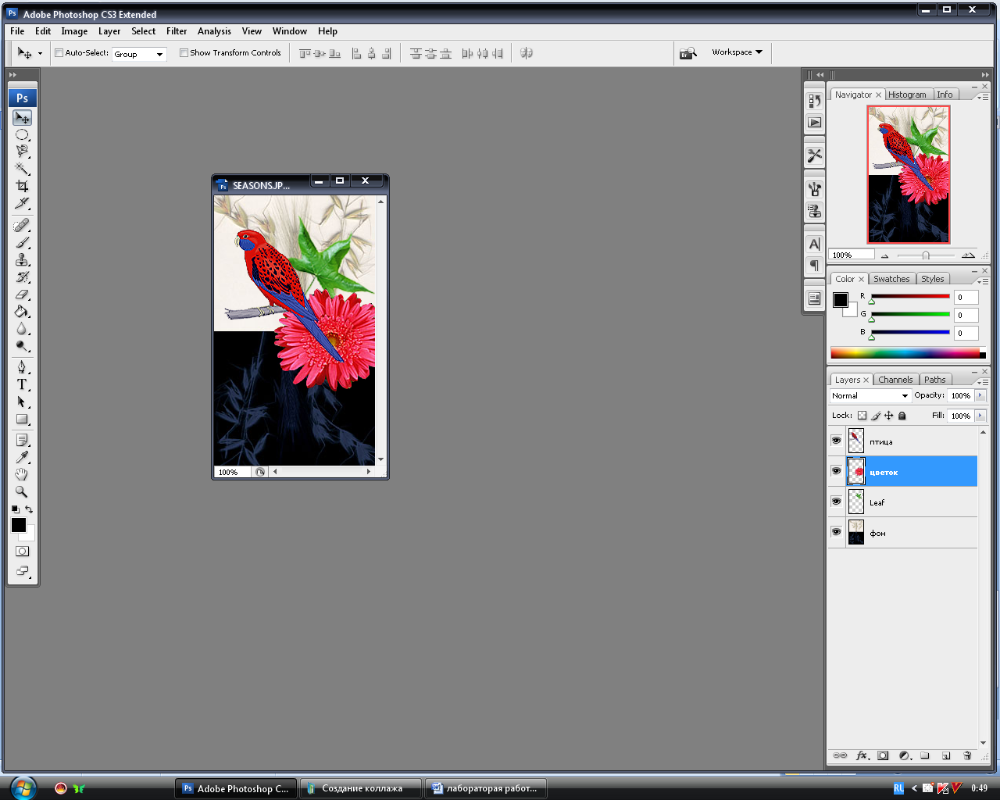 Adobe Photoshop CS3 Extended
File Edit Image Layer Select Filter Analysis View Window Help
Auto-Select: Group Show Transform Controls Br Workspace
Ps
Navigator Histogram Info
SEASONS.JP...
100%
Color Swatches Styles
R 0
G 0
B 0
Layers Channels Paths
Normal Opacity: 100%
Lock: Fill: 100%
птица
цветок
Leaf
фон
100%
Adobe Photoshop C... Создание коллажа лабораторая работ... RL 0:49